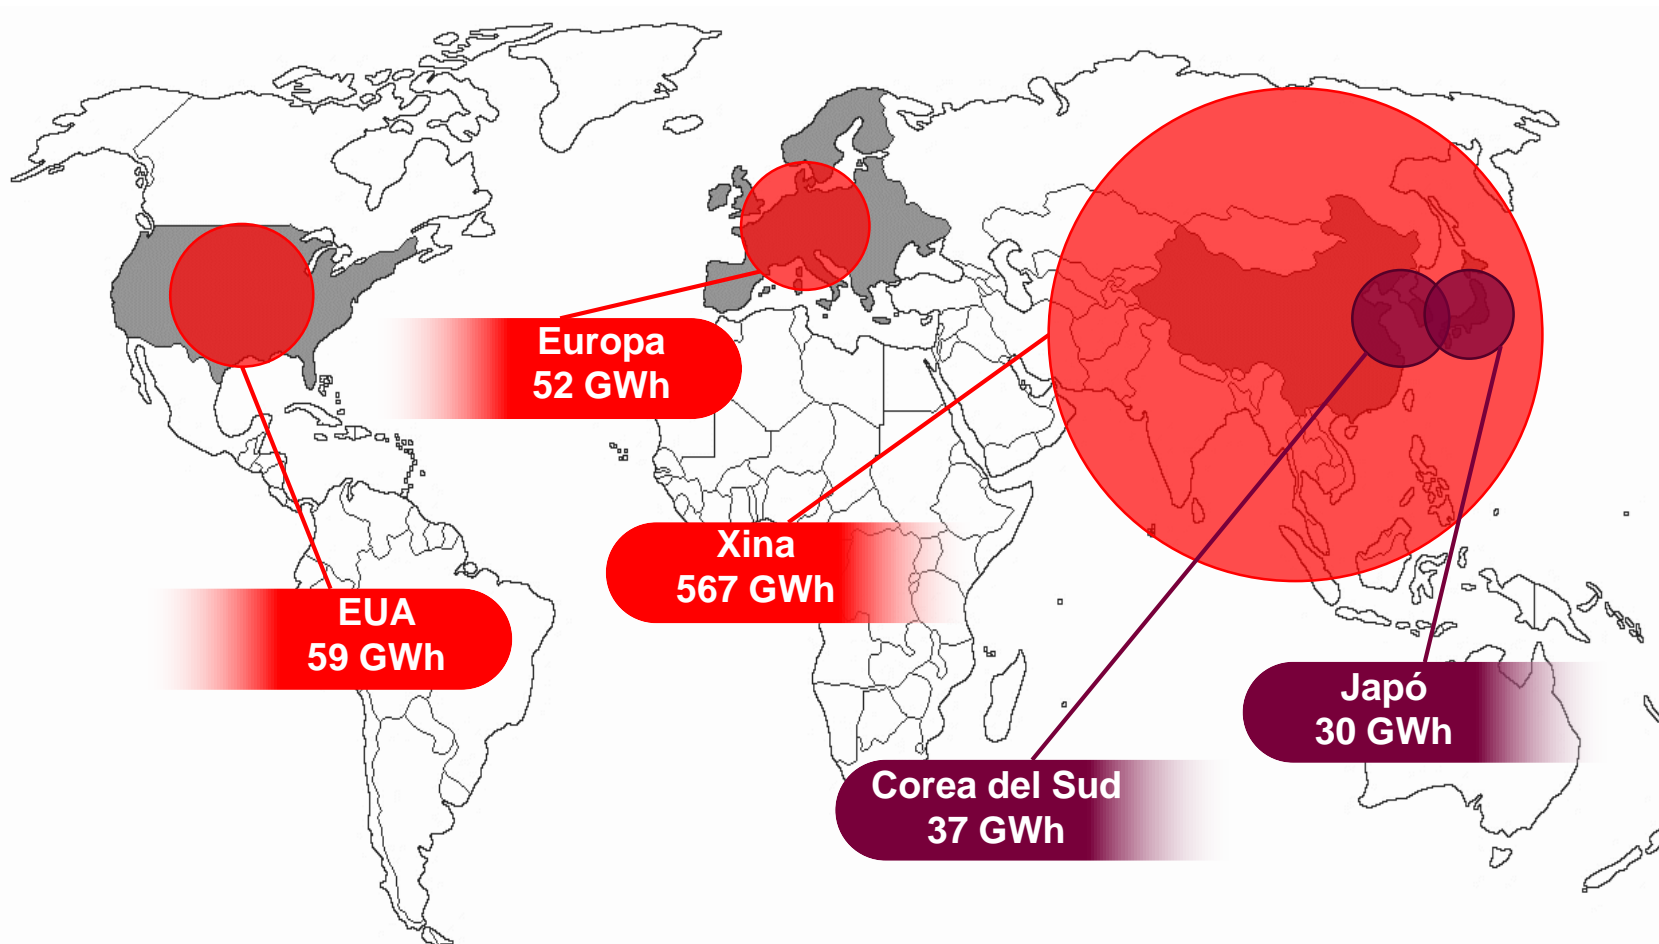 Europa
52 GWh
Xina
567 GWh
EUA
59 GWh
Japó
30 GWh
Corea del Sud
37 GWh